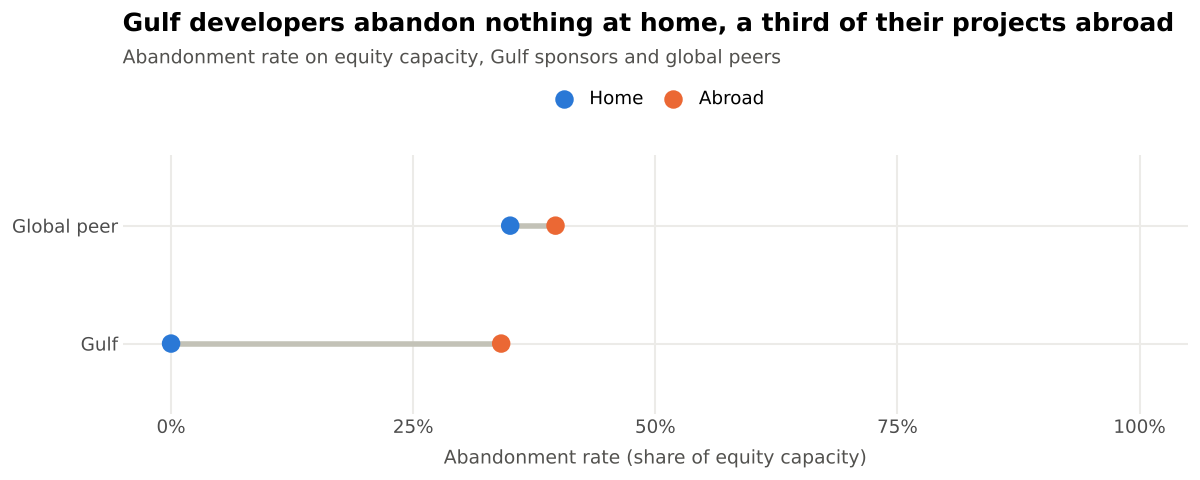 Gulf developers abandon nothing at home, a third of their projects abroad
Abandonment rate on equity capacity, Gulf sponsors and global peers
Home Abroad
Global peer
Gulf
0% 25% 50% 75% 100%
Abandonment rate (share of equity capacity)